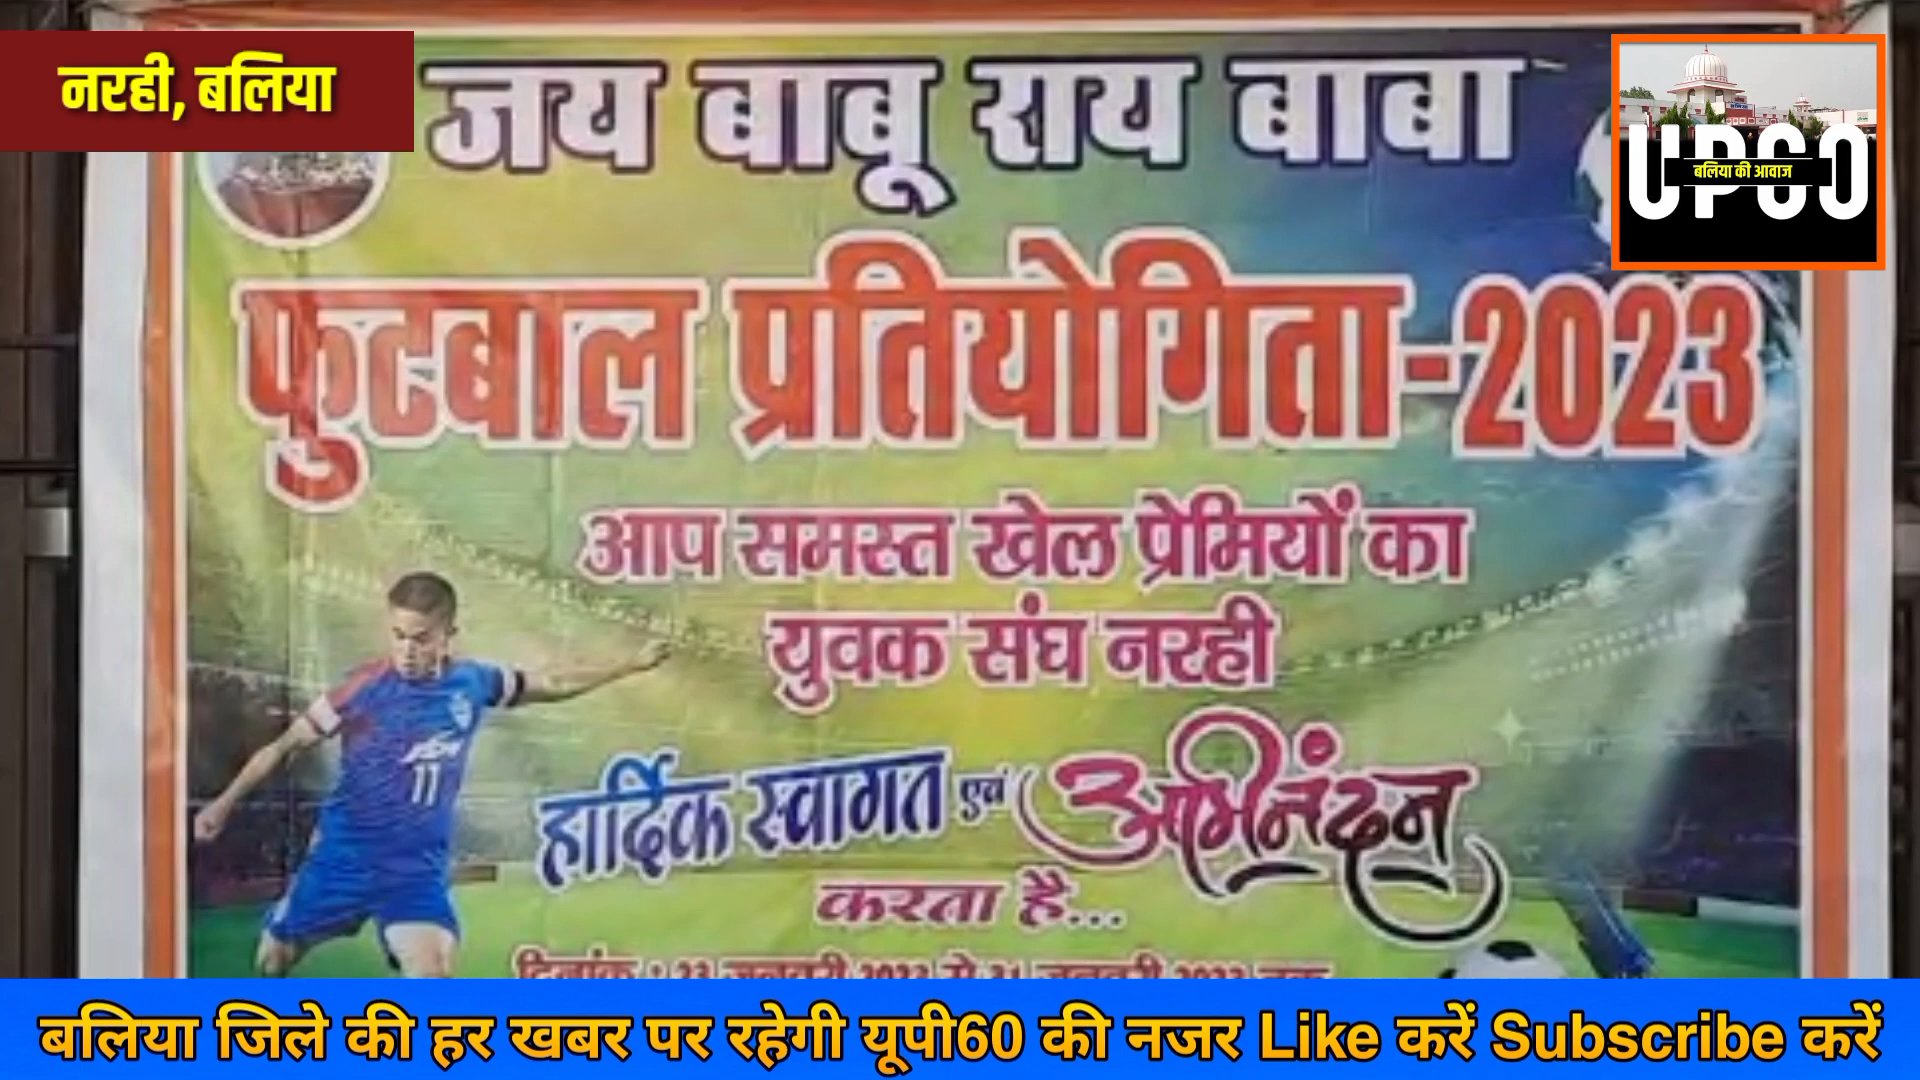 नरही, बलिया
जय बाबू राय बाबा
UP60
बलिया की आवाज
फुटबाल प्रतियोगिता-2023
आप समस्त खेल प्रेमियों का
युवक संघ नरही
हार्दिक स्वागत एवं अभिनंदन
करता है...
11
बलिया जिले की हर खबर पर रहेगी यूपी60 की नजर Like करें Subscribe करें